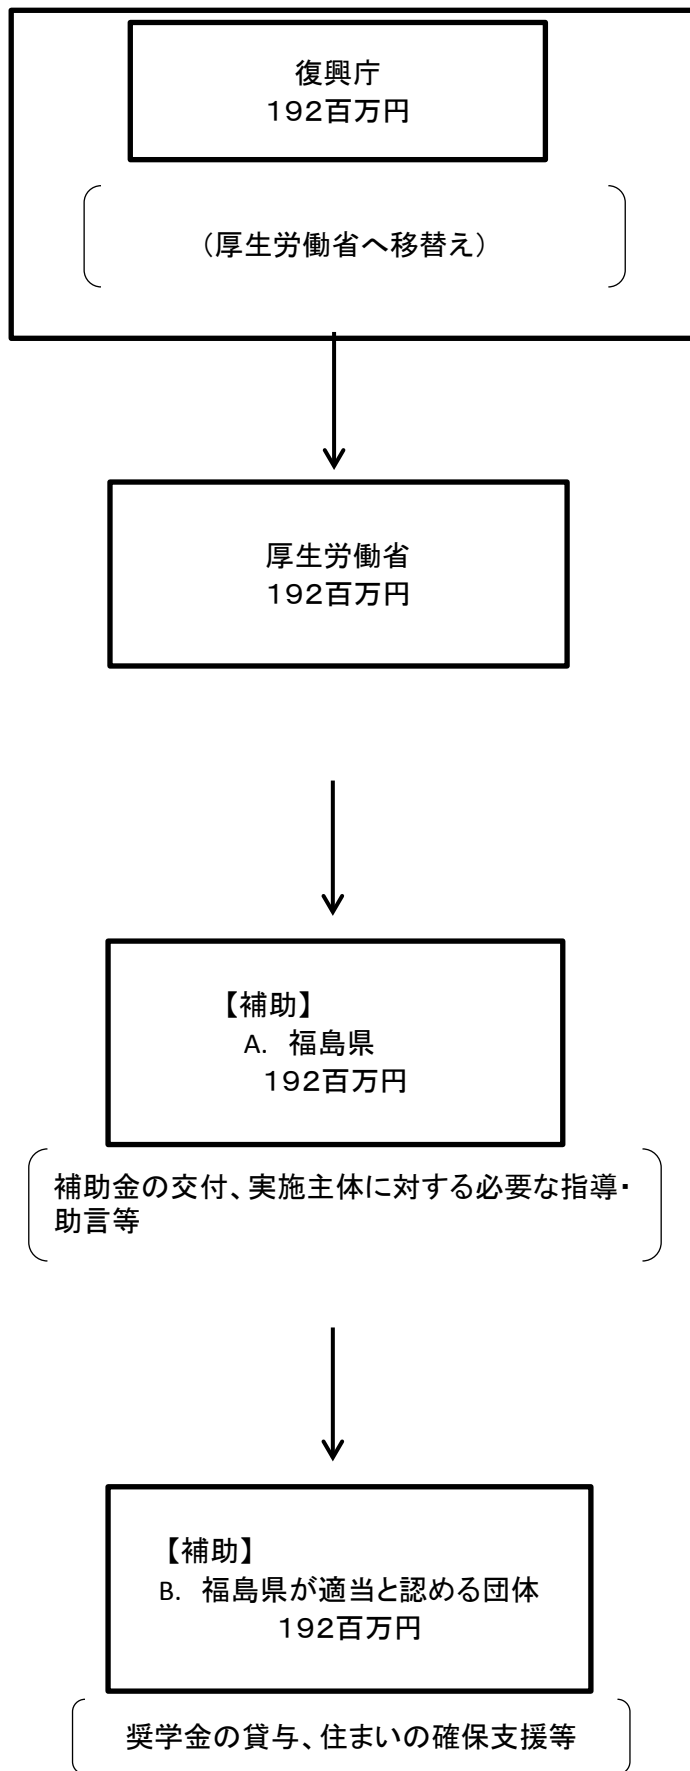 復興庁
192百万円
(厚生労働省へ移替え)
厚生労働省
192百万円
【補助】
A. 福島県
192百万円
補助金の交付、実施主体に対する必要な指導・
助言等
【補助】
B. 福島県が適当と認める団体
192百万円
奨学金の貸与、住まいの確保支援等